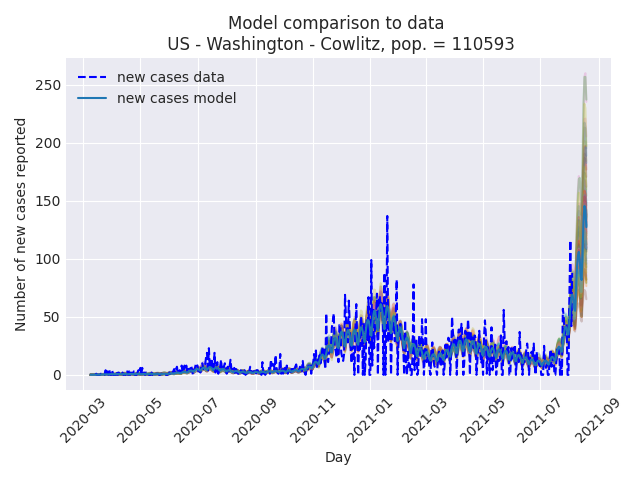 Model comparison to data
US - Washington - Cowlitz, pop. = 110593
new cases data
new cases model
Number of new cases reported
250
200
150
100
50
0
2020-03
2020-05
2020-07
2020-09
2020-11
2021-01
2021-03
2021-05
2021-07
2021-09
Day